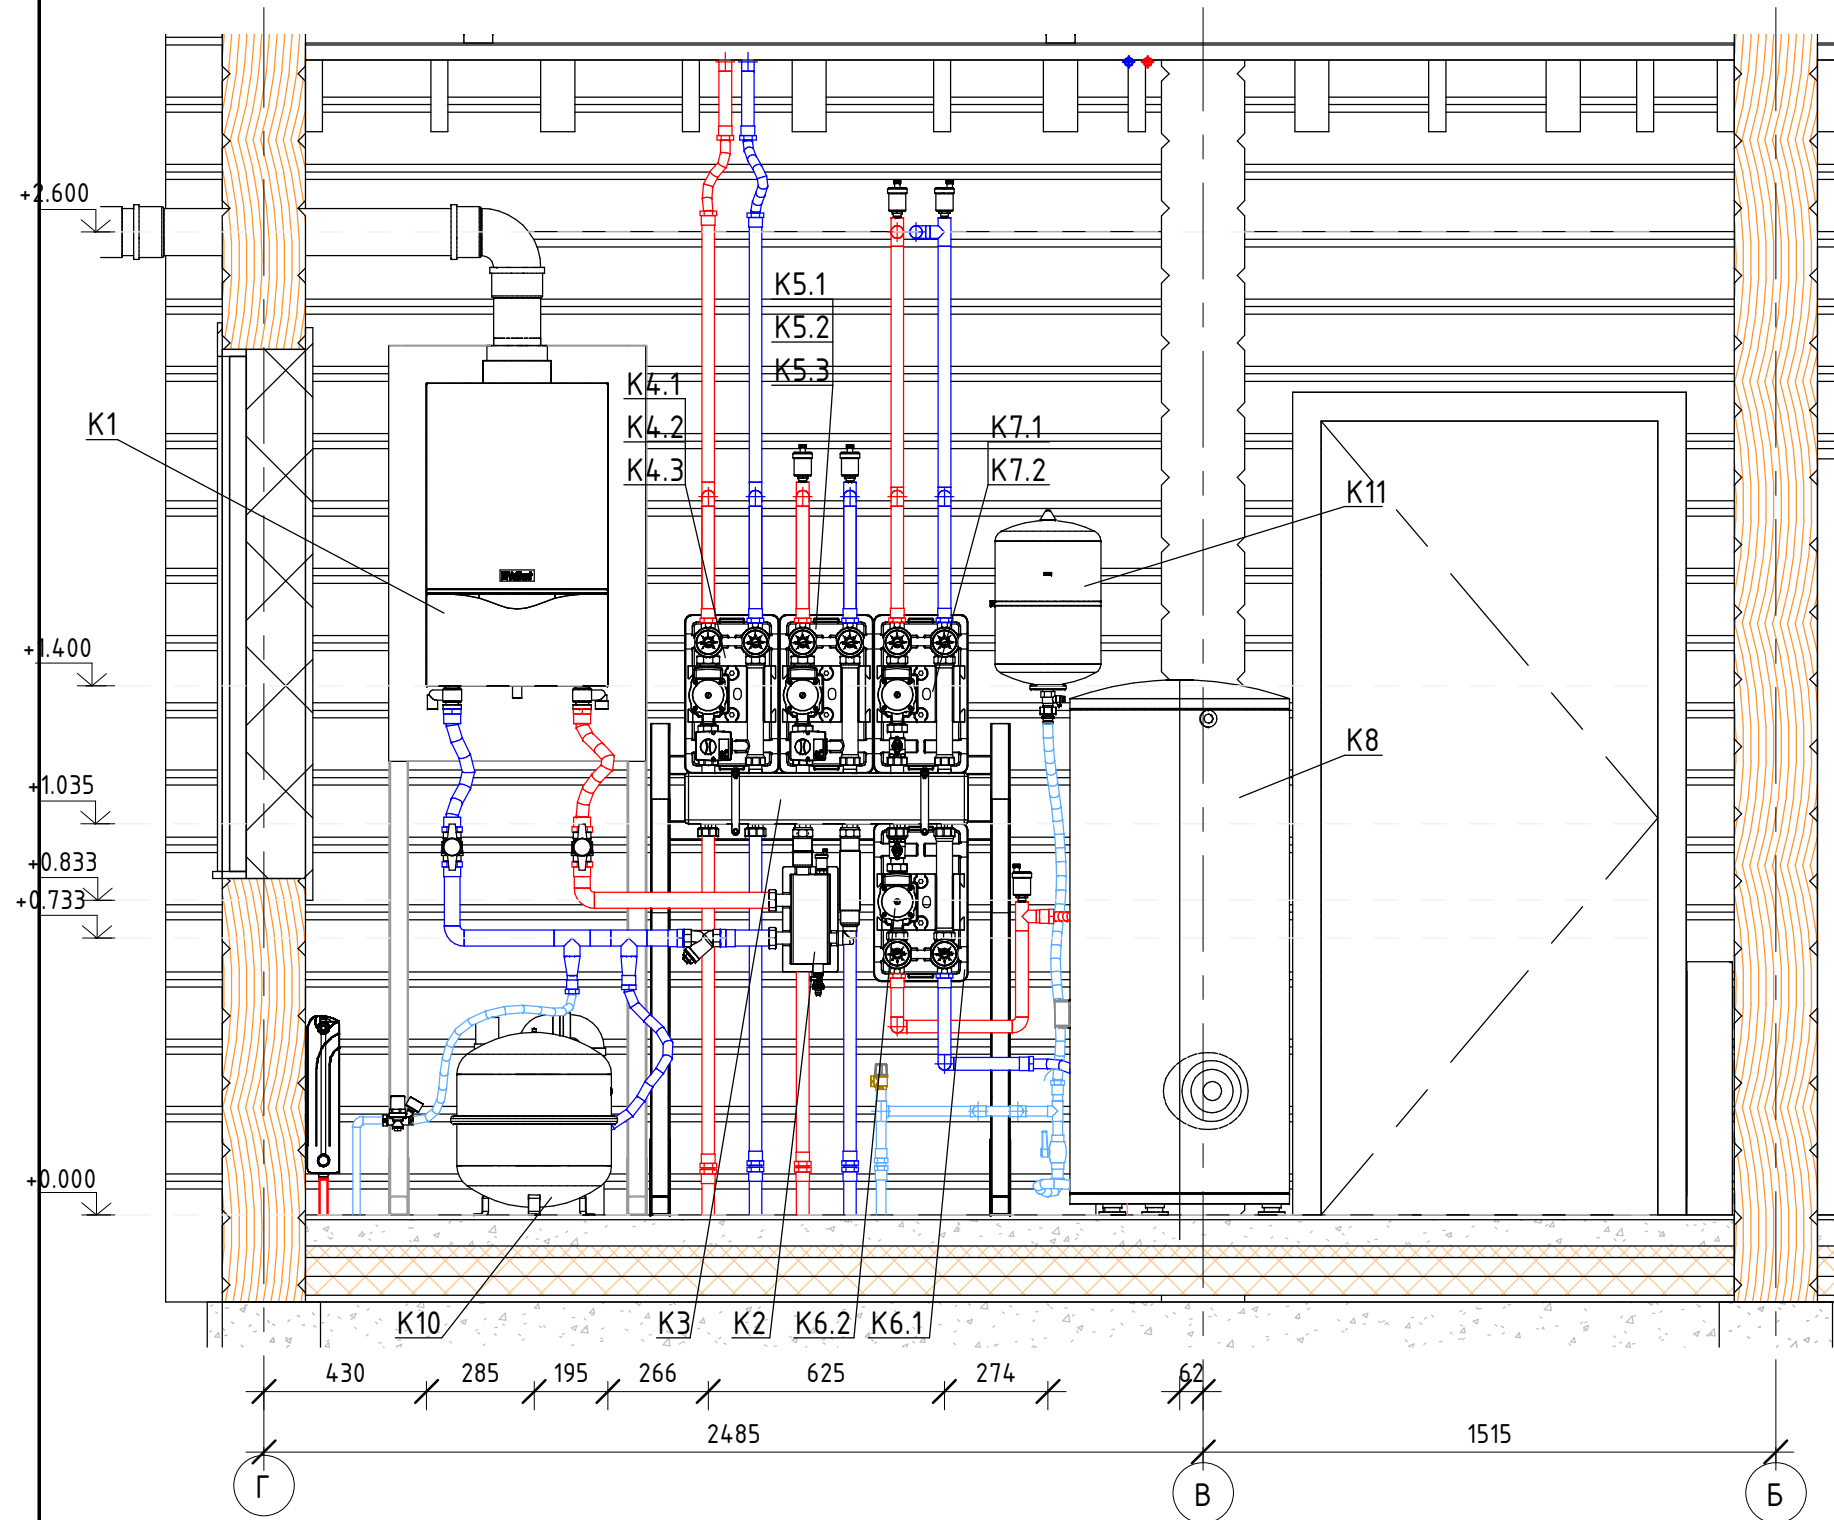 +2.600
K5.1
K5.2
K5.3
K4.1
K4.2
K4.3
K1
K7.1
K7.2
K11
+1.400
K8
+1.035
+0.833
+0.733
+0.000
K10
K3
K2
K6.2
K6.1
430
285
195
266
625
274
62
2485
1515
Г
В
Б